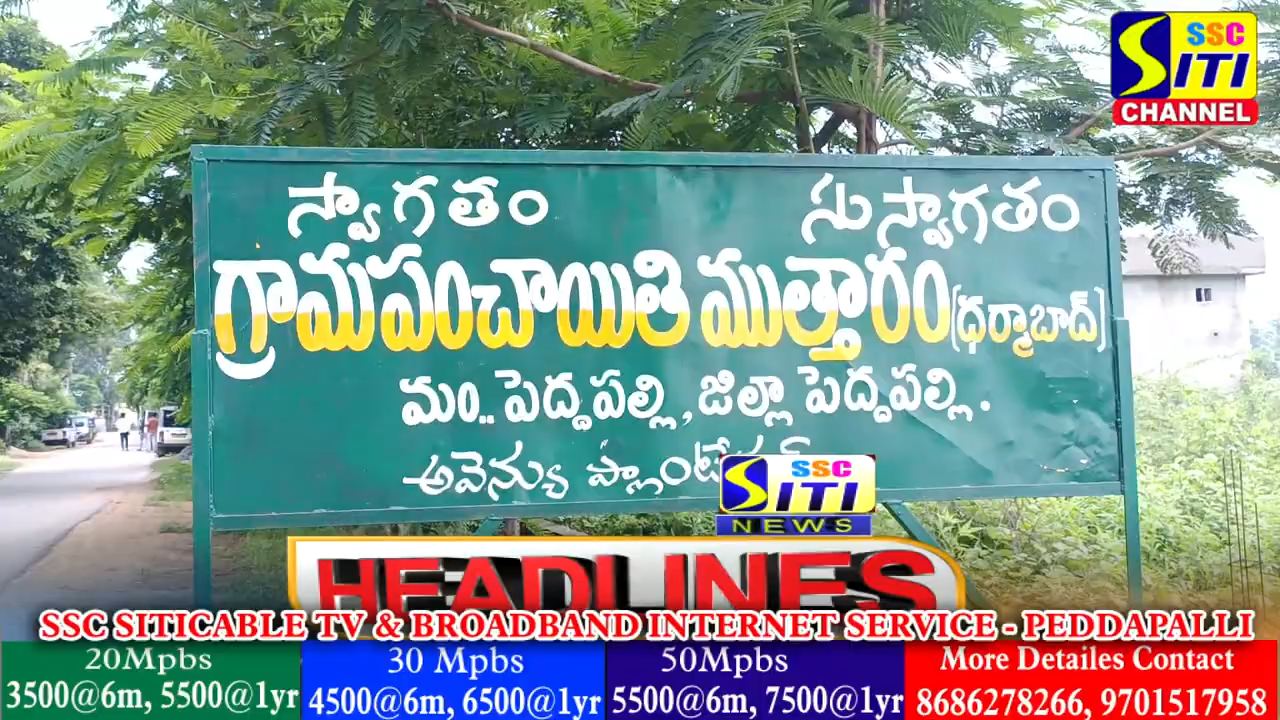 SSC
SITI
CHANNEL
స్వాగతం సుస్వాగతం
గ్రామపంచాయితి ముత్తారం(ధర్మాబాద్)
మం.. పెద్దపల్లి, జిల్లా పెద్దపల్లి.
అవెన్యు
SSC
SITI
NEWS
HEADLINES
SSC SITICABLE TV & BROADBAND INTERNET SERVICE - PEDDAPALLI
20Mpbs 30 Mpbs 50Mpbs More Detailes Contact
3500@6m, 5500@1yr 4500@6m, 6500@1yr 5500@6m, 7500@1yr 8686278266, 9701517958